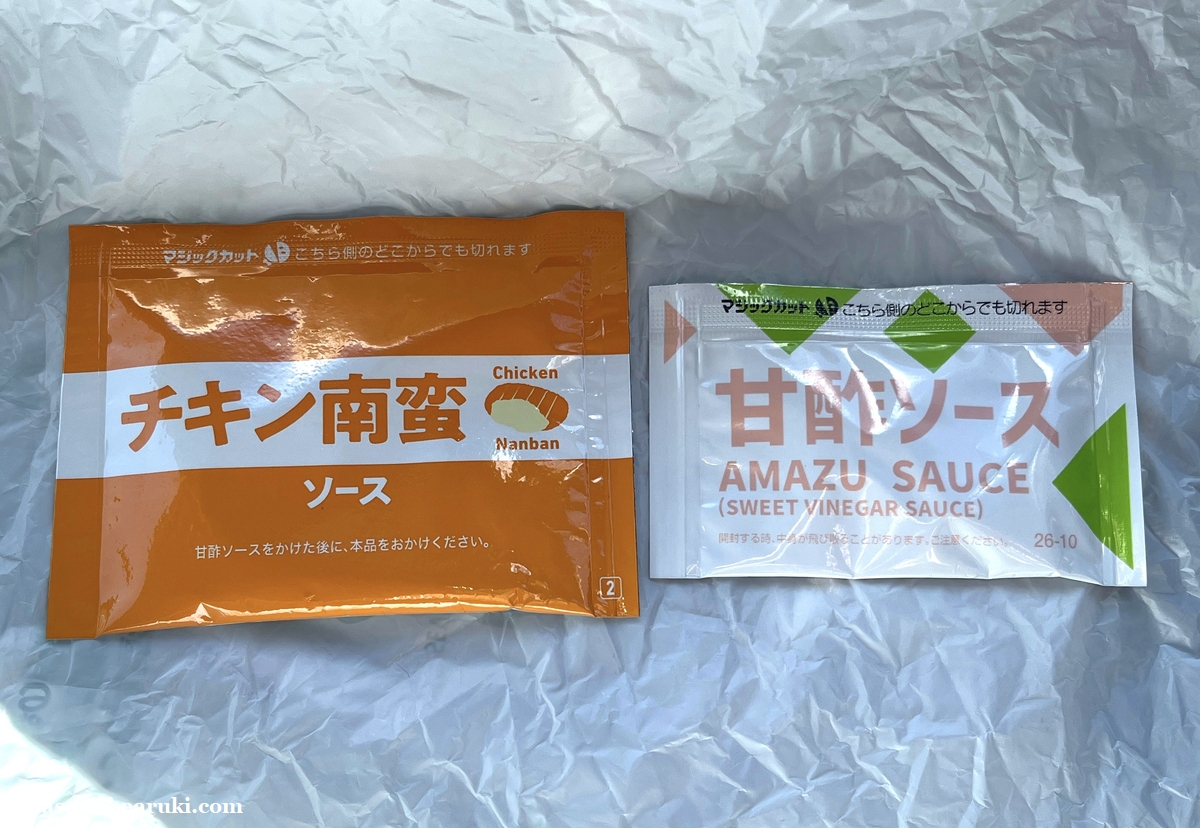 マジックカット こちら側のどこからでも切れます
チキン南蛮
Chicken
Nanban
ソース
甘酢ソースをかけた後に、本品をおかけください。
2
マジックカット こちら側のどこからでも切れます
甘酢ソース
AMAZU SAUCE
(SWEET VINEGAR SAUCE)
開封する時、中身が飛び散ることがあります。ご注意ください。 26-10
aruki.com